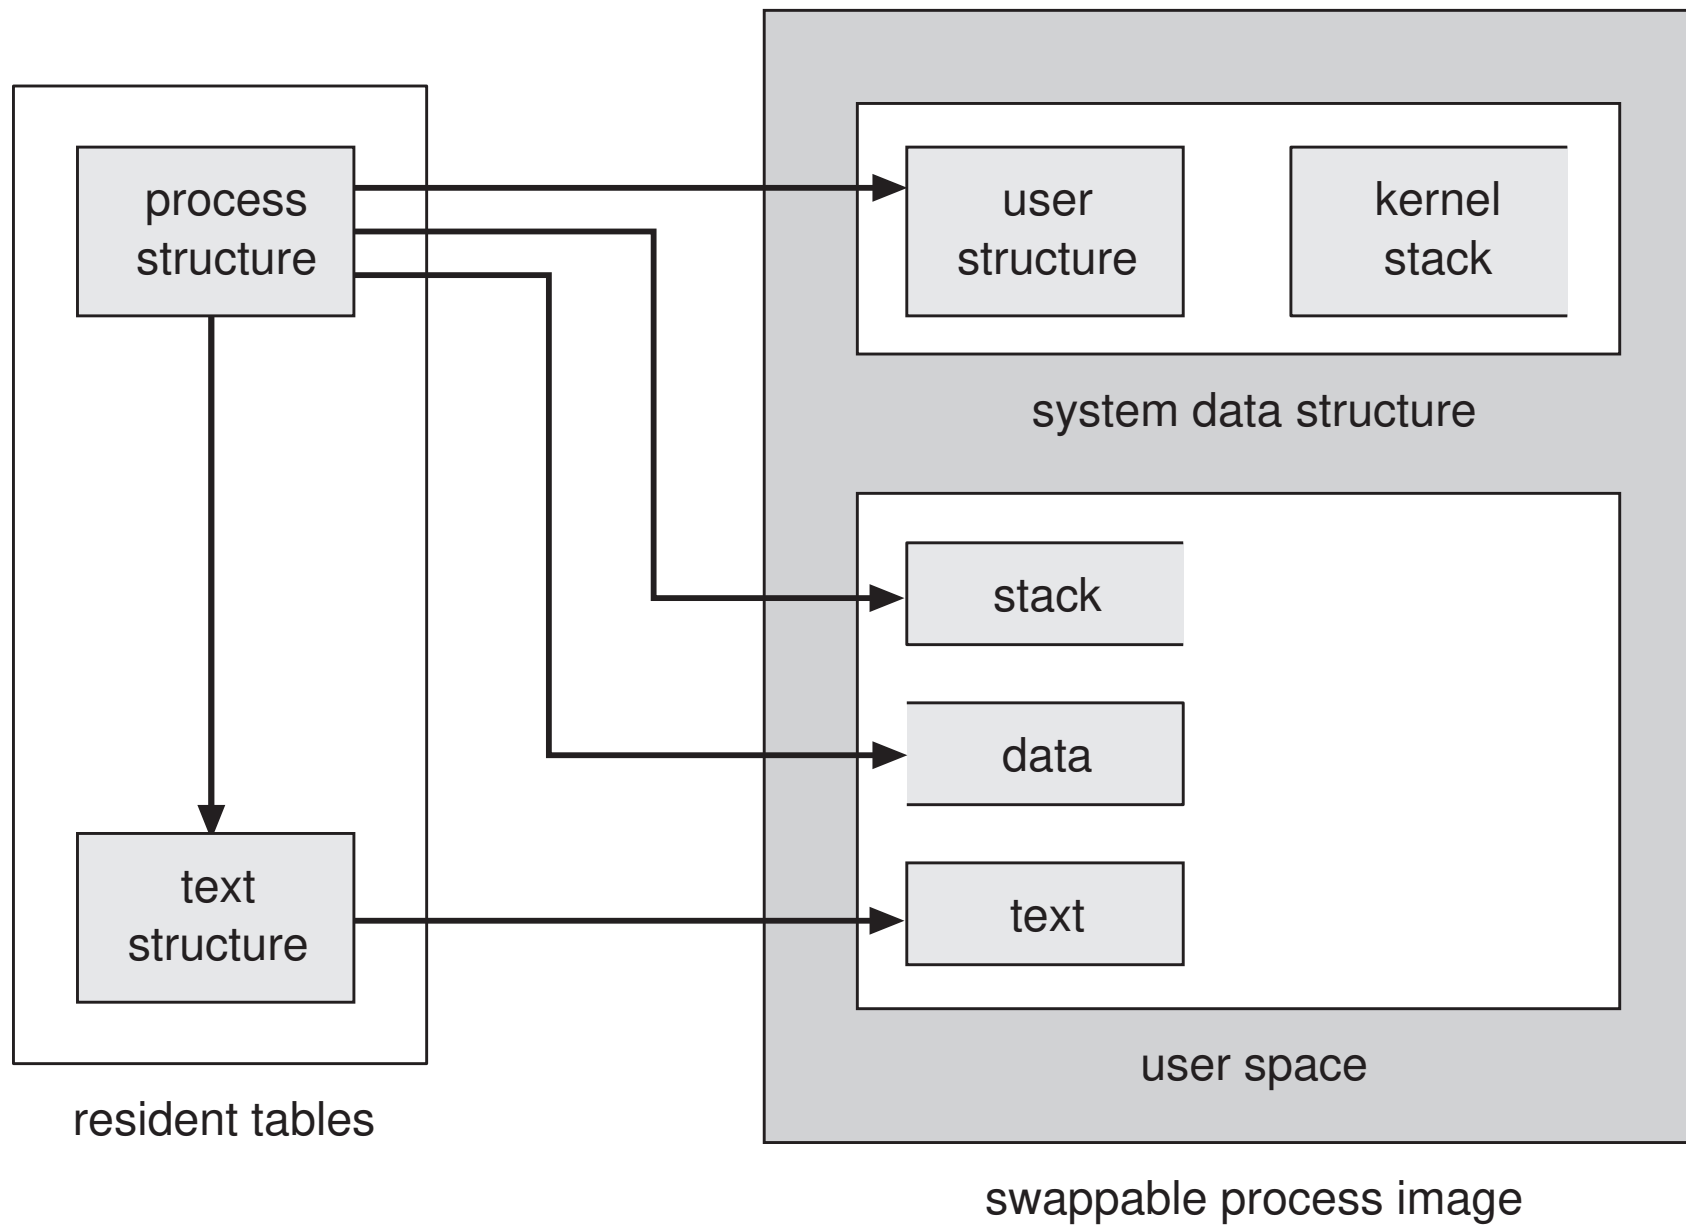 process
structure
text
structure
resident tables
user
structure
kernel
stack
system data structure
stack
data
text
user space
swappable process image